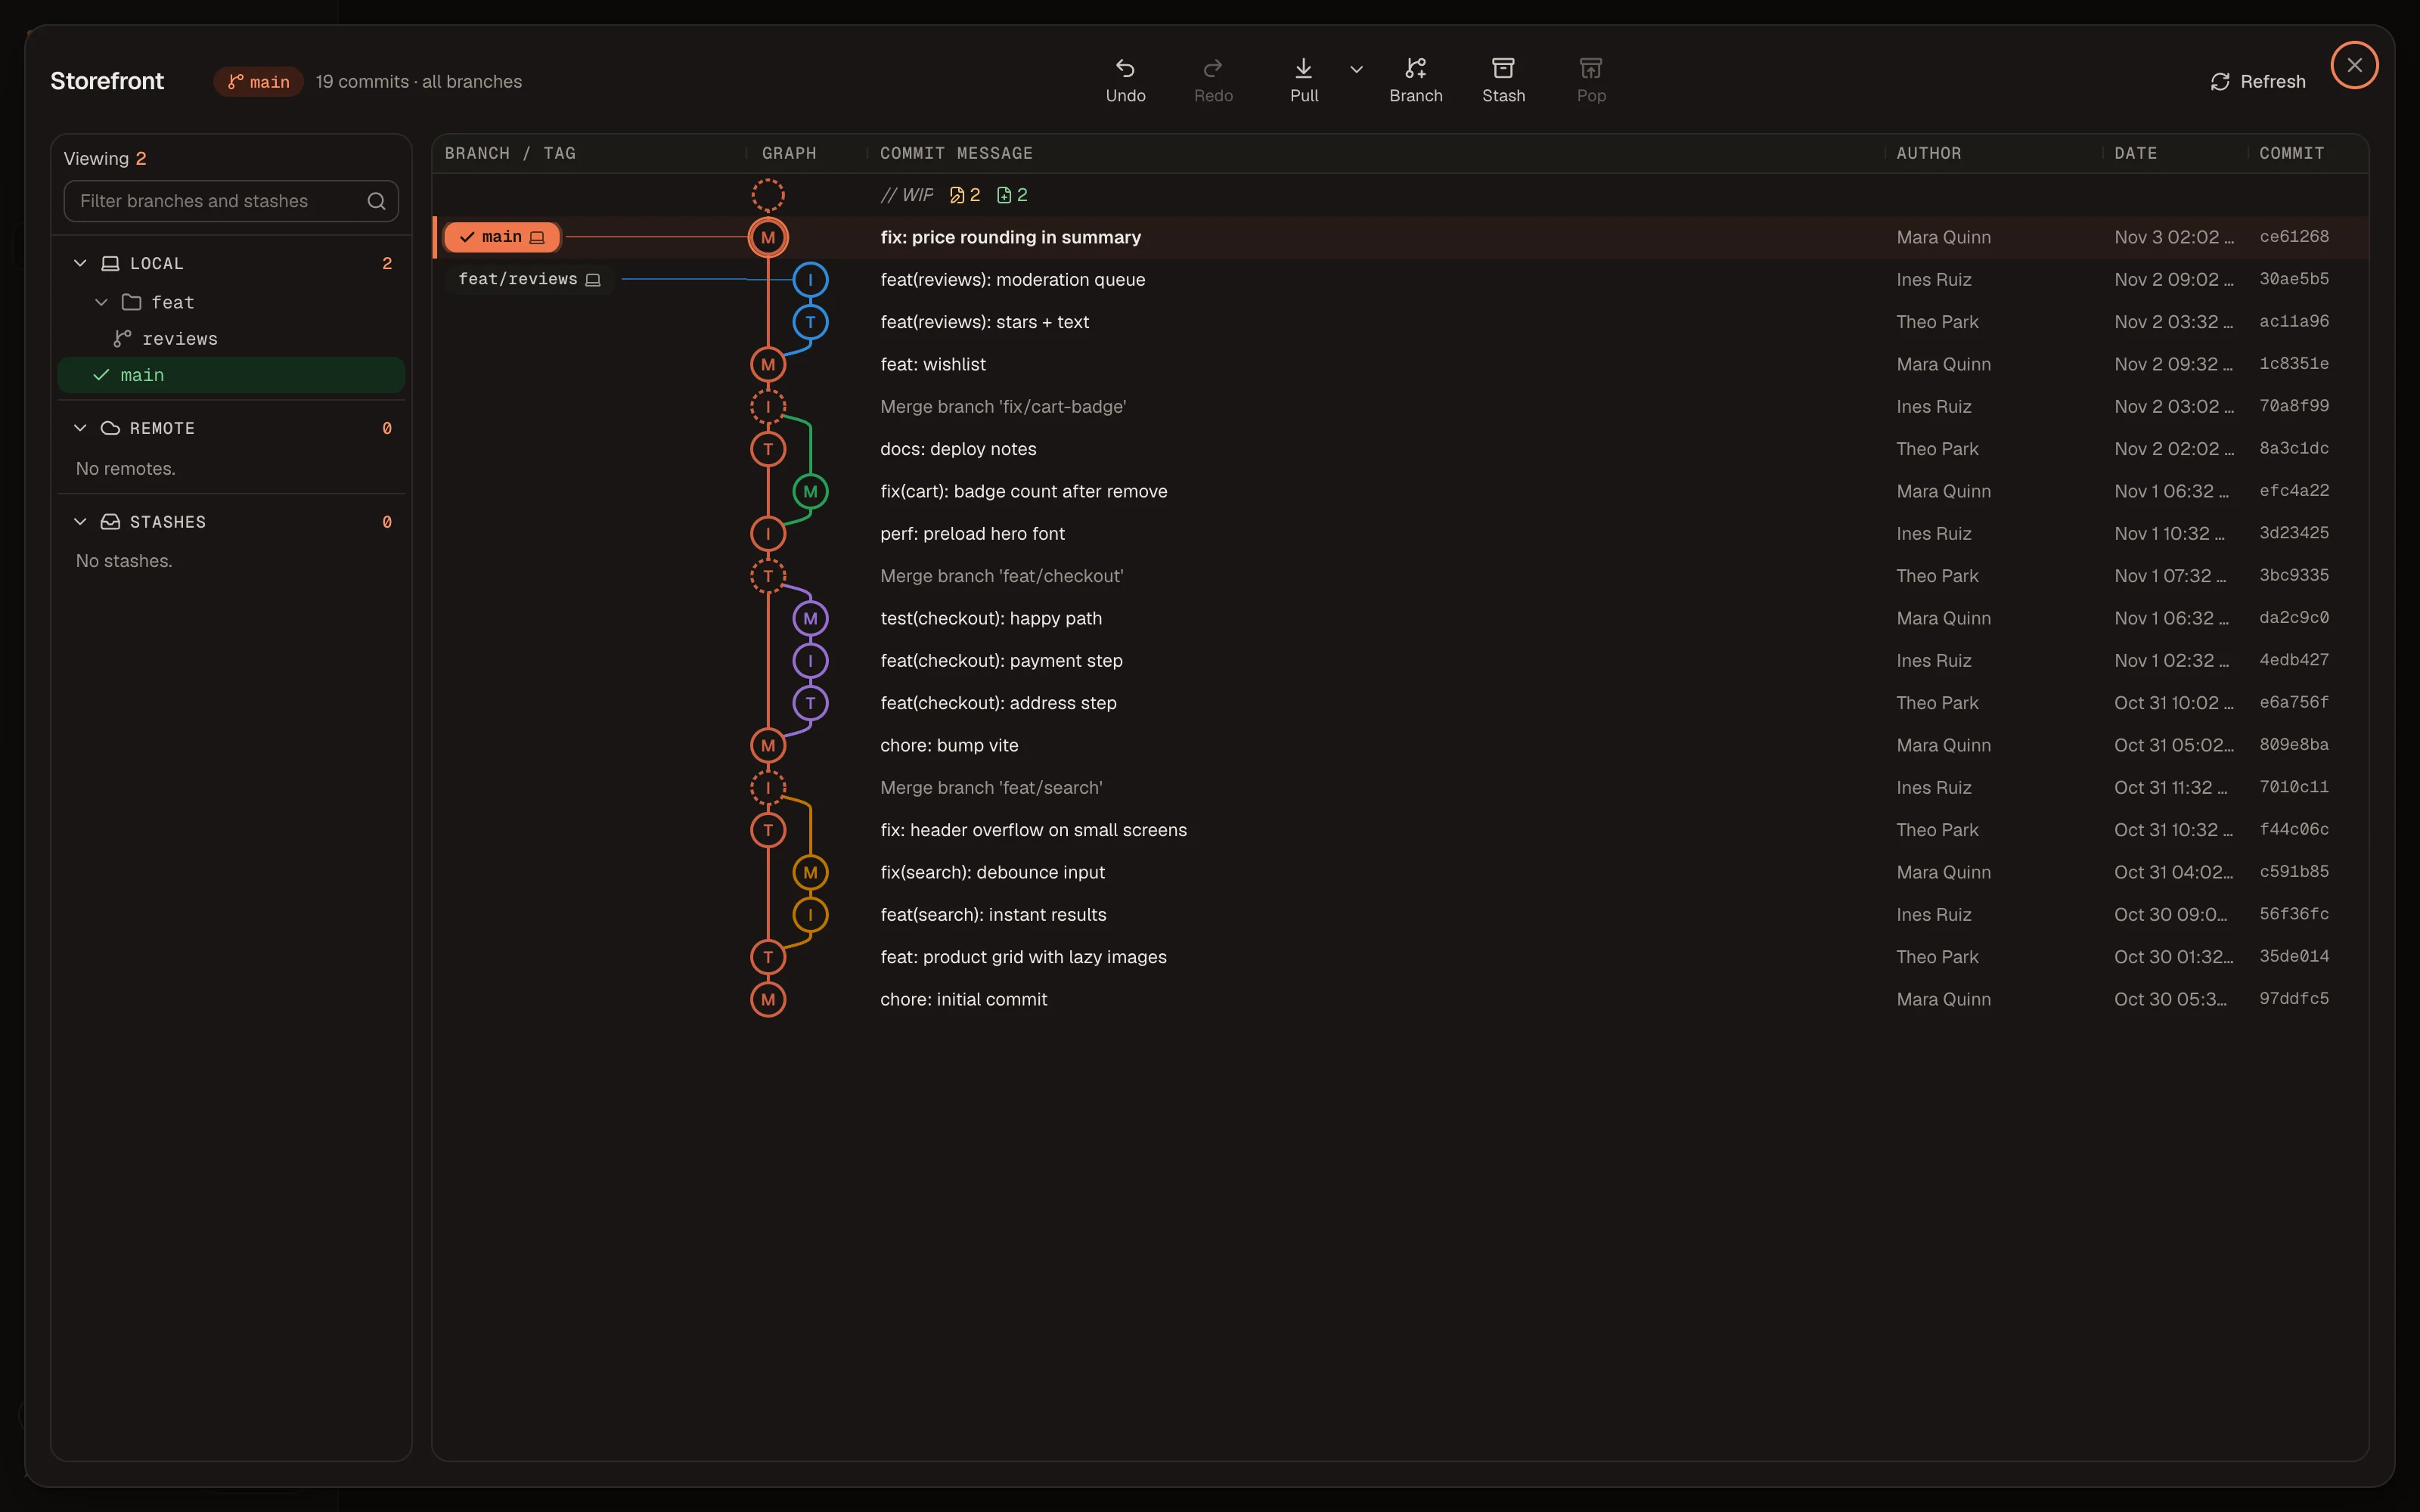 Storefront main 19 commits · all branches
Undo Redo Pull Branch Stash Pop
Refresh
Viewing 2
Filter branches and stashes
LOCAL 2
feat
reviews
main
REMOTE 0
No remotes.
STASHES 0
No stashes.
BRANCH / TAG GRAPH COMMIT MESSAGE AUTHOR DATE COMMIT
// WIP 2 2
main M fix: price rounding in summary Mara Quinn Nov 3 02:02 ... ce61268
feat/reviews I feat(reviews): moderation queue Ines Ruiz Nov 2 09:02 ... 30ae5b5
T feat(reviews): stars + text Theo Park Nov 2 03:32 ... ac11a96
M feat: wishlist Mara Quinn Nov 2 09:32 ... 1c8351e
I Merge branch 'fix/cart-badge' Ines Ruiz Nov 2 03:02 ... 70a8f99
T docs: deploy notes Theo Park Nov 2 02:02 ... 8a3c1dc
M fix(cart): badge count after remove Mara Quinn Nov 1 06:32 ... efc4a22
I perf: preload hero font Ines Ruiz Nov 1 10:32 ... 3d23425
T Merge branch 'feat/checkout' Theo Park Nov 1 07:32 ... 3bc9335
M test(checkout): happy path Mara Quinn Nov 1 06:32 ... da2c9c0
I feat(checkout): payment step Ines Ruiz Nov 1 02:32 ... 4edb427
T feat(checkout): address step Theo Park Oct 31 10:02 ... e6a756f
M chore: bump vite Mara Quinn Oct 31 05:02... 809e8ba
I Merge branch 'feat/search' Ines Ruiz Oct 31 11:32 ... 7010c11
T fix: header overflow on small screens Theo Park Oct 31 10:32 ... f44c06c
M fix(search): debounce input Mara Quinn Oct 31 04:02... c591b85
I feat(search): instant results Ines Ruiz Oct 30 09:0... 56f36fc
T feat: product grid with lazy images Theo Park Oct 30 01:32... 35de014
M chore: initial commit Mara Quinn Oct 30 05:3... 97ddfc5